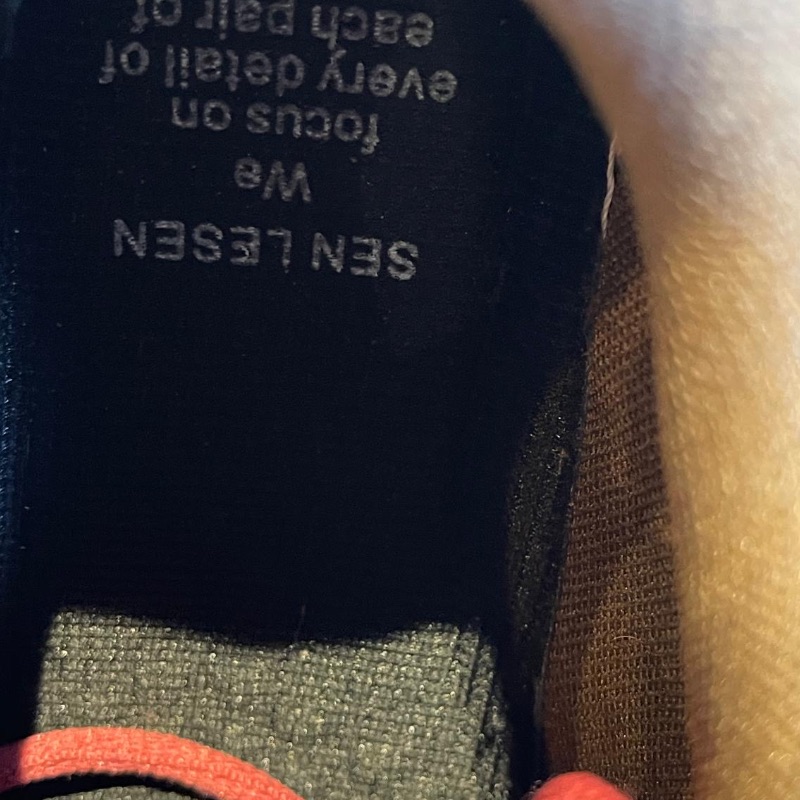 SEN LESEN
We
focus on
every detail of
each pair of